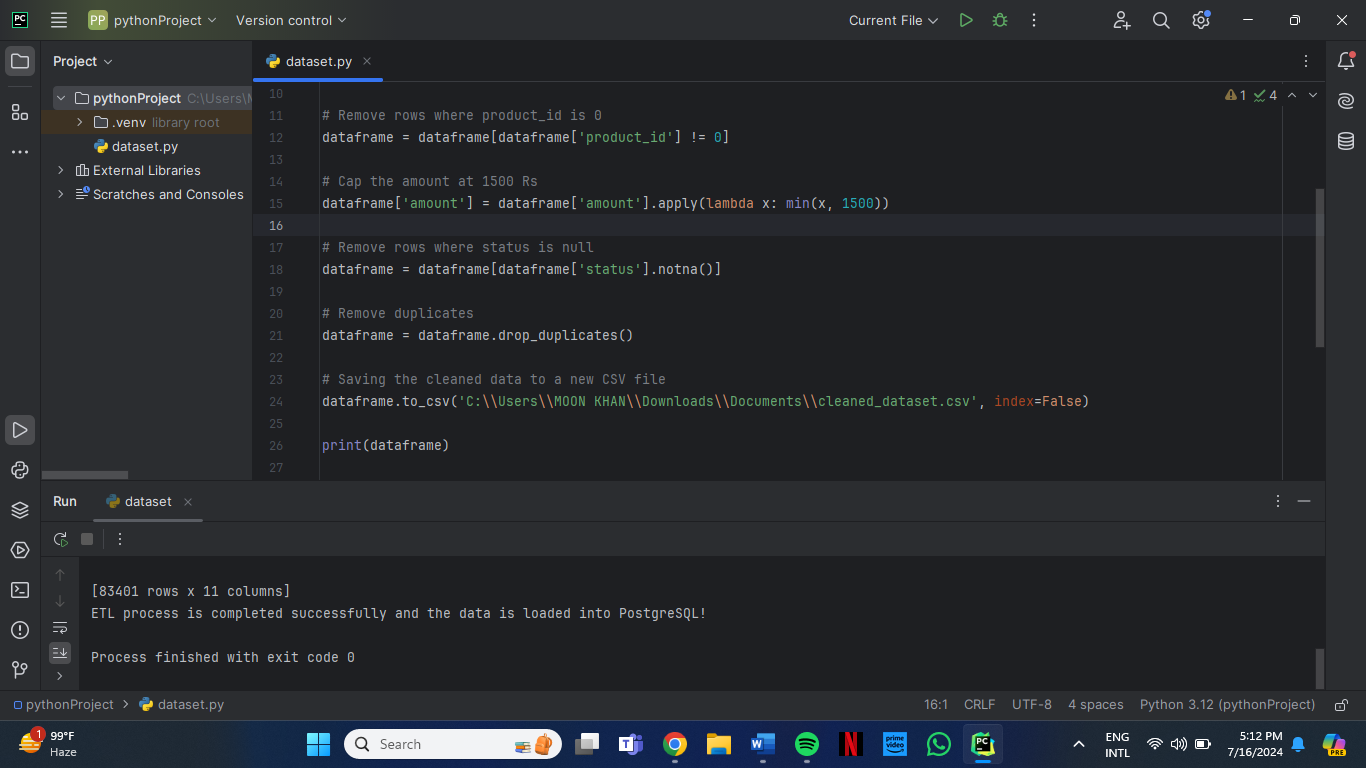 PC
PP pythonProject Version control Current File
Project
dataset.py
pythonProject C:\Users\
.venv library root
dataset.py
External Libraries
Scratches and Consoles
1 4
10
11 # Remove rows where product_id is 0
12 dataframe = dataframe[dataframe['product_id'] != 0]
13
14 # Cap the amount at 1500 Rs
15 dataframe['amount'] = dataframe['amount'].apply(lambda x: min(x, 1500))
16
17 # Remove rows where status is null
18 dataframe = dataframe[dataframe['status'].notna()]
19
20 # Remove duplicates
21 dataframe = dataframe.drop_duplicates()
22
23 # Saving the cleaned data to a new CSV file
24 dataframe.to_csv('C:\\Users\\MOON KHAN\\Downloads\\Documents\\cleaned_dataset.csv', index=False)
25
26 print(dataframe)
27
Run dataset
[83401 rows x 11 columns]
ETL process is completed successfully and the data is loaded into PostgreSQL!
Process finished with exit code 0
pythonProject > dataset.py 16:1 CRLF UTF-8 4 spaces Python 3.12 (pythonProject)
1
99°F
Haze
Search
prime video
PC
ENG
INTL
5:12 PM
7/16/2024
PRE